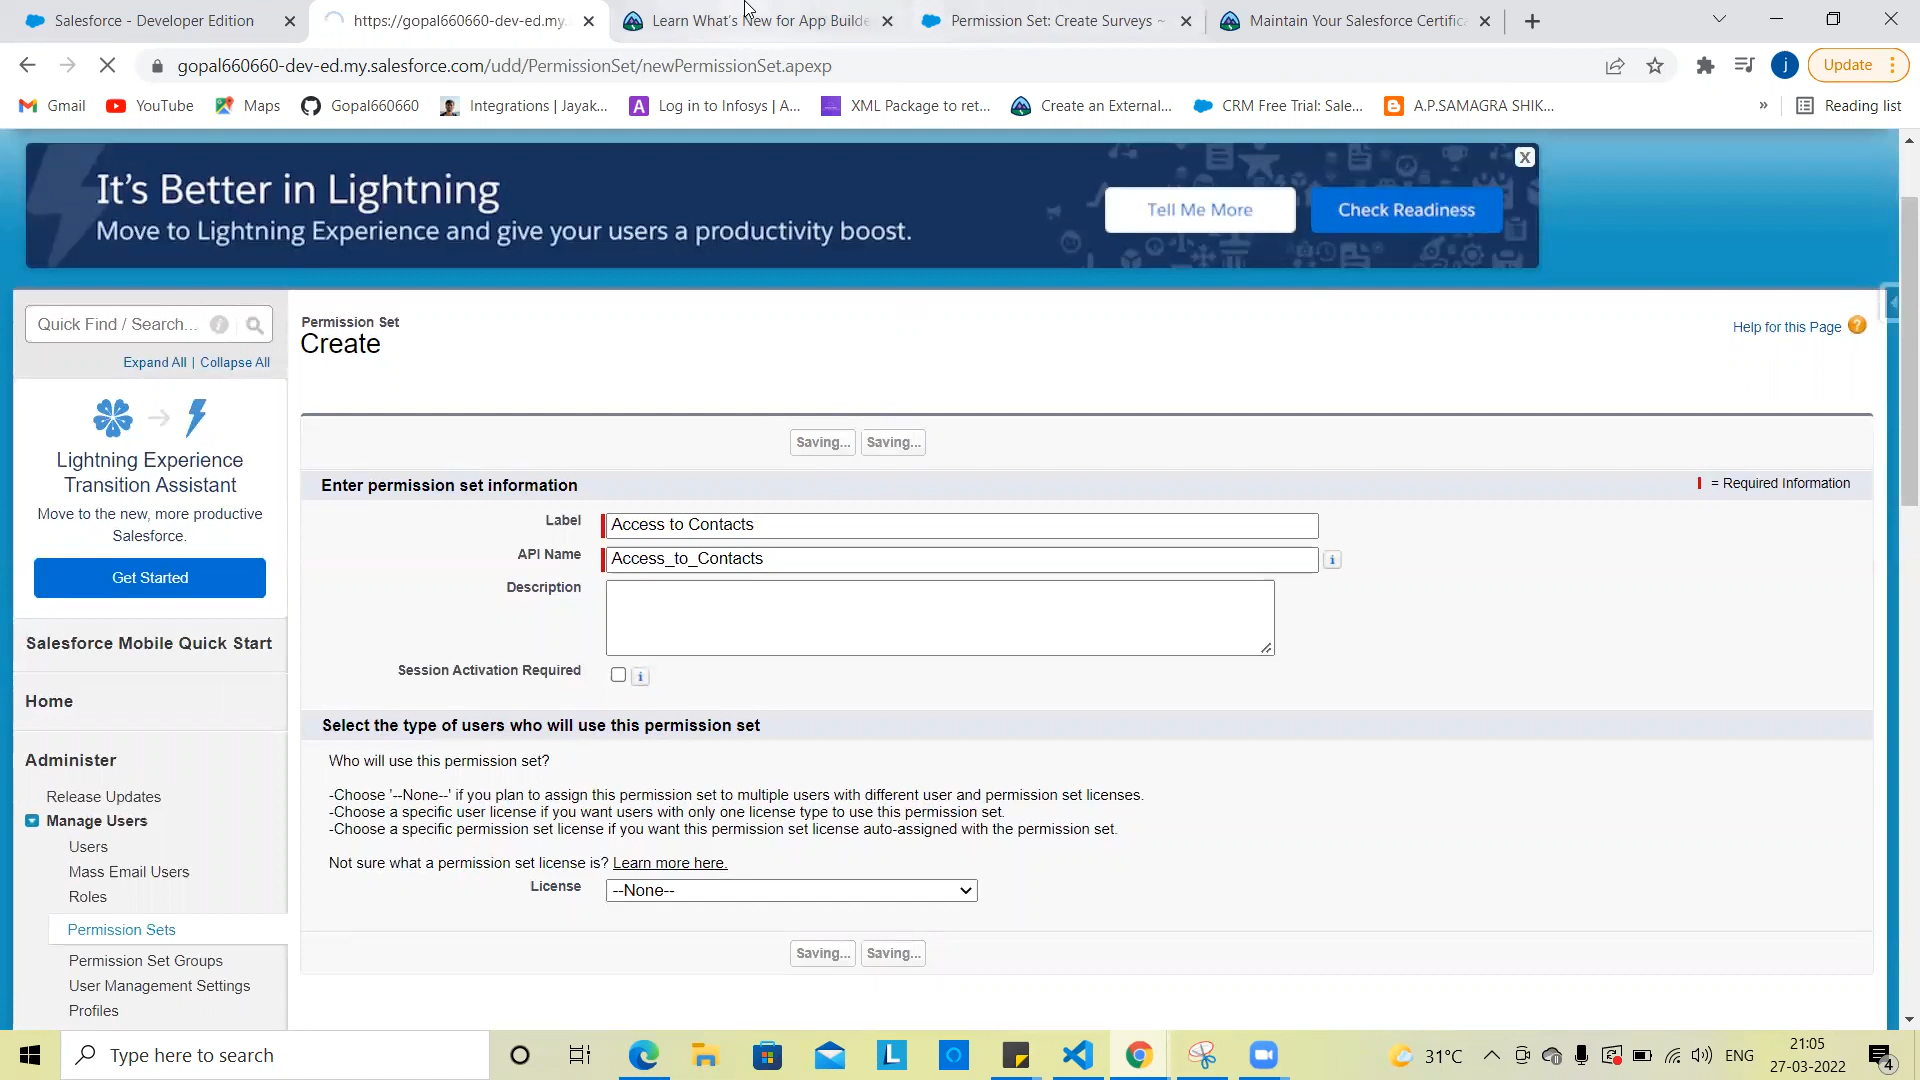 Salesforce - Developer Edition
https://gopal660660-dev-ed.my.
Learn What's New for App Builde
Permission Set: Create Surveys ~
Maintain Your Salesforce Certific
gopal660660-dev-ed.my.salesforce.com/udd/PermissionSet/newPermissionSet.apexp
j
Update
Gmail
YouTube
Maps
Gopal660660
Integrations | Jayak...
A
Log in to Infosys | A...
XML Package to ret...
Create an External...
CRM Free Trial: Sale...
A.P.SAMAGRA SHIK...
»
Reading list
It's Better in Lightning
Move to Lightning Experience and give your users a productivity boost.
Tell Me More
Check Readiness
X
Quick Find / Search...
Expand All | Collapse All
Lightning Experience
Transition Assistant
Move to the new, more productive
Salesforce.
Get Started
Salesforce Mobile Quick Start
Home
Administer
Release Updates
Manage Users
Users
Mass Email Users
Roles
Permission Sets
Permission Set Groups
User Management Settings
Profiles
Permission Set
Create
Help for this Page ?
Saving... Saving...
Enter permission set information
= Required Information
Label
Access to Contacts
API Name
Access_to_Contacts
Description
Session Activation Required
Select the type of users who will use this permission set
Who will use this permission set?
-Choose '--None--' if you plan to assign this permission set to multiple users with different user and permission set licenses.
-Choose a specific user license if you want users with only one license type to use this permission set.
-Choose a specific permission set license if you want this permission set license auto-assigned with the permission set.
Not sure what a permission set license is? Learn more here.
License
--None--
Saving... Saving...
Type here to search
L
31°C
ENG
21:05
27-03-2022
4